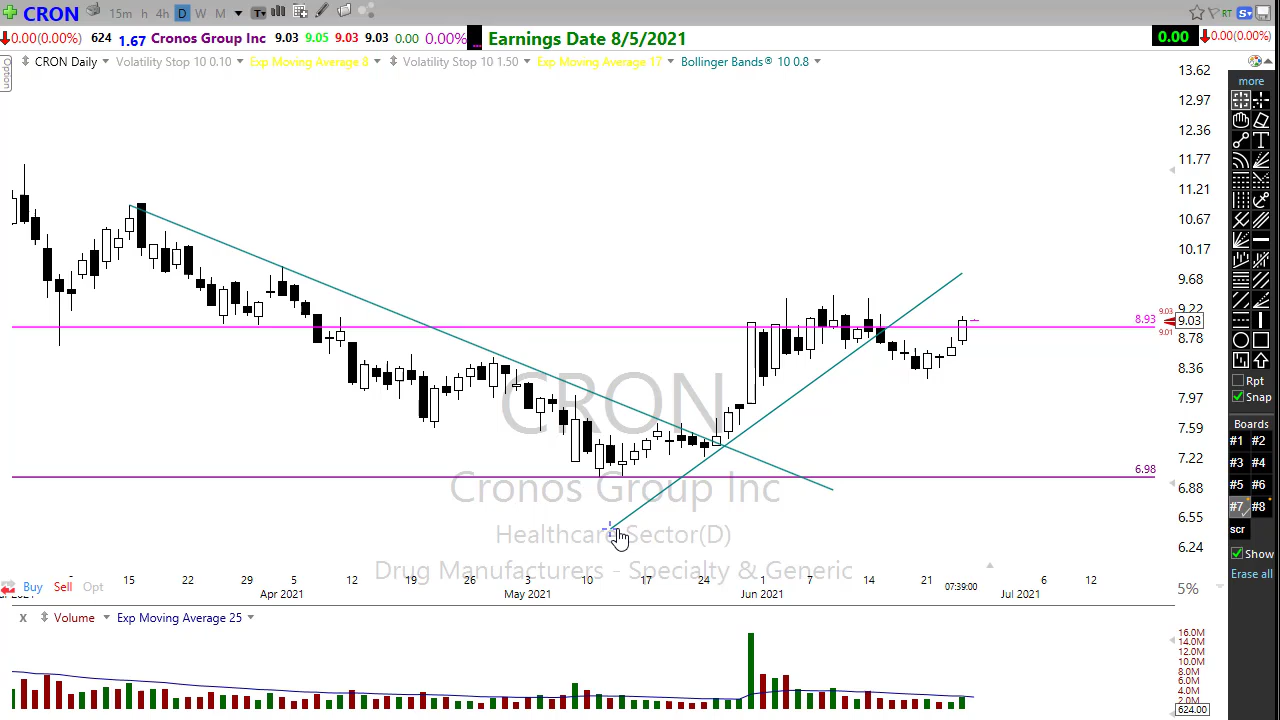 CRON 15m h 4h D W M T
0.00(0.00%) 624 1.67 Cronos Group Inc 9.03 9.05 9.03 9.03 0.00 0.00% Earnings Date 8/5/2021 0.00 0.00(0.00%)
RT S
Option
CRON Daily Volatility Stop 10 0.10 Exp Moving Average 8 Volatility Stop 10 1.50 Exp Moving Average 17 Bollinger Bands® 10 0.8
13.62
12.97
12.36
11.77
11.21
10.67
10.17
9.68
9.22
8.93
9.03
9.03
9.01
8.78
8.36
7.97
7.59
7.22
6.98
6.88
6.55
6.24
CRON
Cronos Group Inc
Healthcare Sector(D)
Drug Manufacturers - Specialty & Generic
more
T
Rpt
Snap
Boards
#1 #2
#3 #4
#5 #6
#7 #8
scr
Show
Erase all
Buy Sell Opt
15 22 29 5 12 19 26 3 10 17 24 1 7 14 21 07:39:00 6 12
Apr 2021 May 2021 Jun 2021 Jul 2021
5%
X Volume Exp Moving Average 25
16.0M
14.0M
12.0M
10.0M
8.0M
6.0M
4.0M
2.0M
624.00